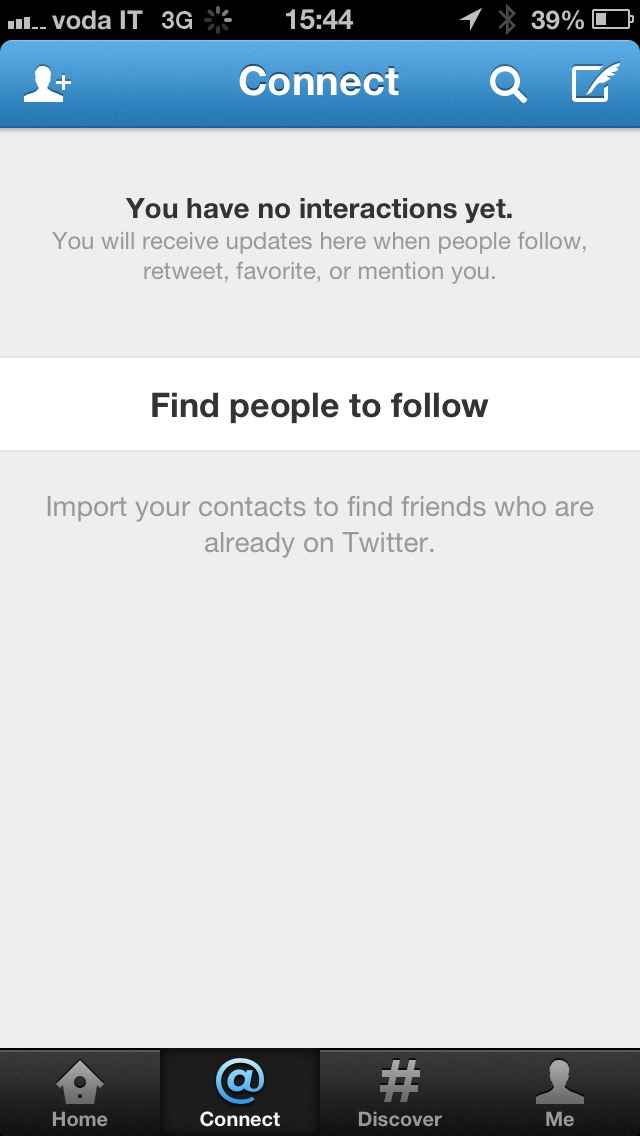 voda IT 3G 15:44 39%
Connect
You have no interactions yet.
You will receive updates here when people follow,
retweet, favorite, or mention you.
Find people to follow
Import your contacts to find friends who are
already on Twitter.
@ #
Home Connect Discover Me